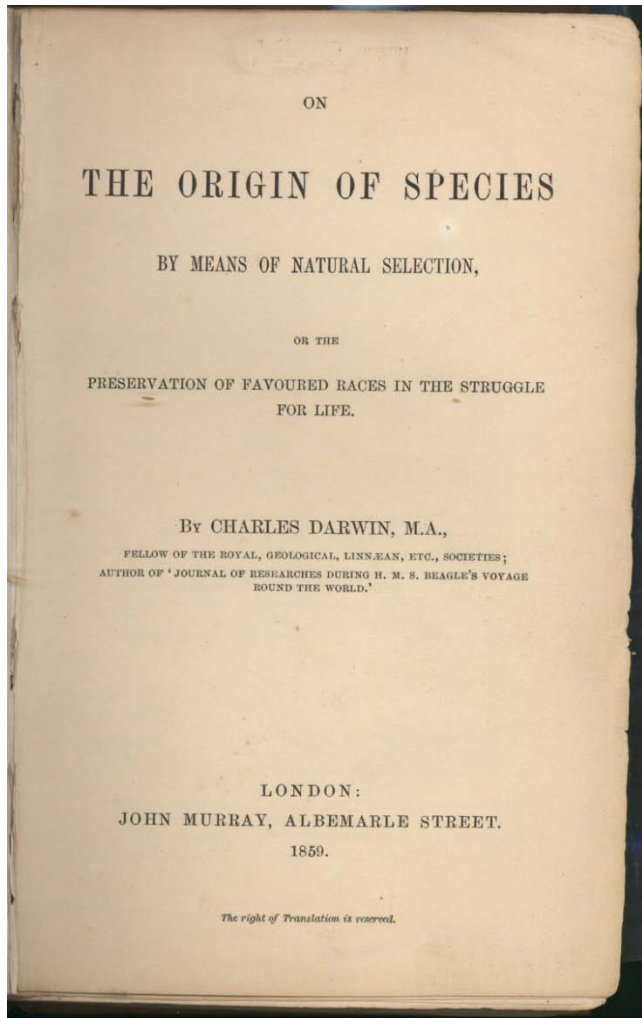 ON
THE ORIGIN OF SPECIES
BY MEANS OF NATURAL SELECTION,
OR THE
PRESERVATION OF FAVOURED RACES IN THE STRUGGLE
FOR LIFE.
BY CHARLES DARWIN, M.A.,
FELLOW OF THE ROYAL, GEOLOGICAL, LINNÆAN, ETC., SOCIETIES;
AUTHOR OF ‘JOURNAL OF RESEARCHES DURING H. M. S. BEAGLE’S VOYAGE
ROUND THE WORLD.’
LONDON:
JOHN MURRAY, ALBEMARLE STREET.
1859.
The right of Translation is reserved.